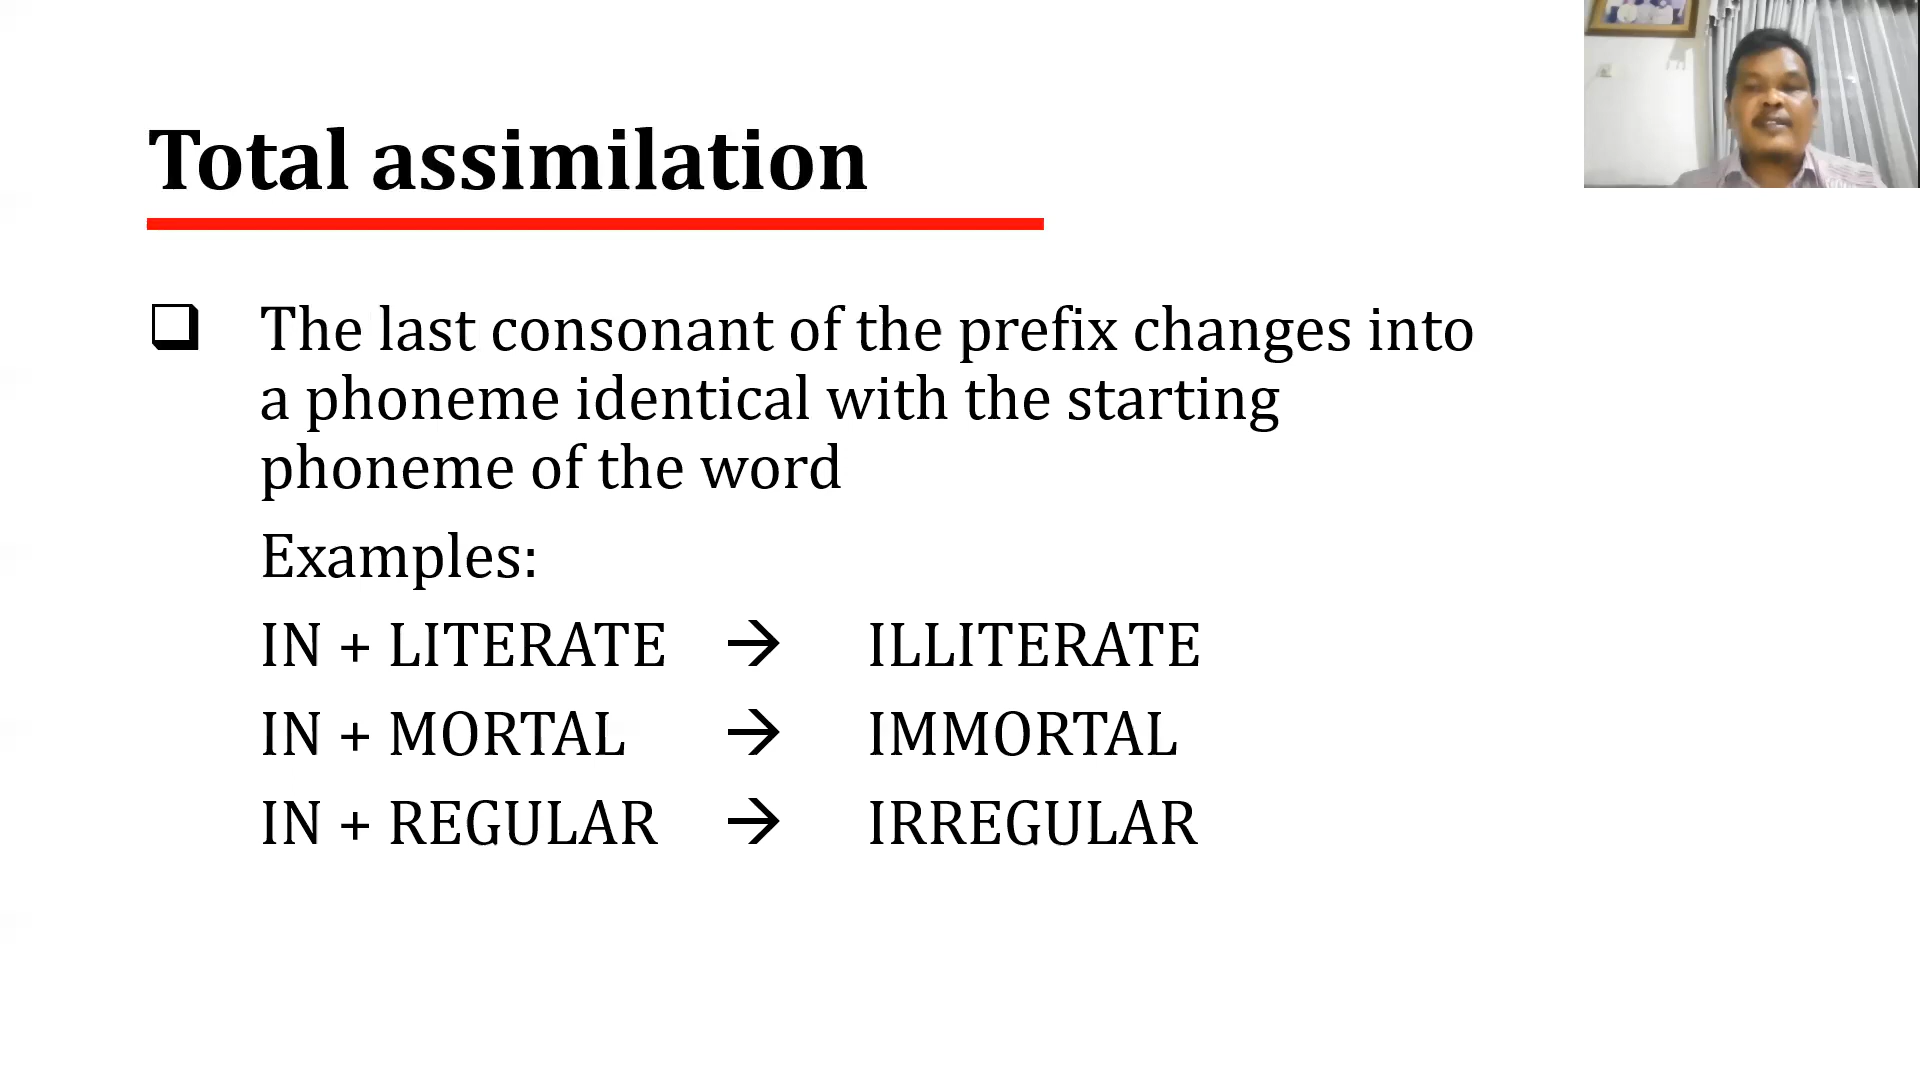 Total assimilation
The last consonant of the prefix changes into
a phoneme identical with the starting
phoneme of the word
Examples:
IN + LITERATE → ILLITERATE
IN + MORTAL → IMMORTAL
IN + REGULAR → IRREGULAR